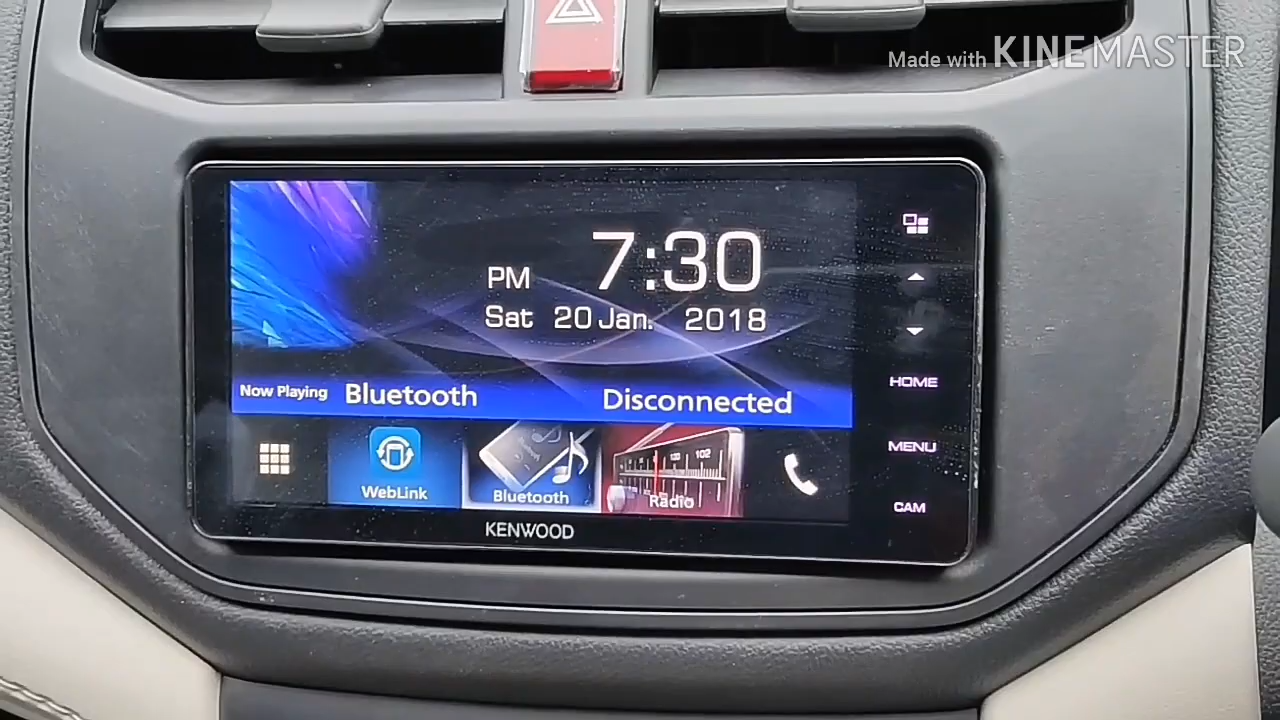 Made with KINEMASTER
PM 7:30
Sat 20 Jan. 2018
Now Playing Bluetooth Disconnected
HOME
MENU
CAM
WebLink
Bluetooth
102
Radio
KENWOOD